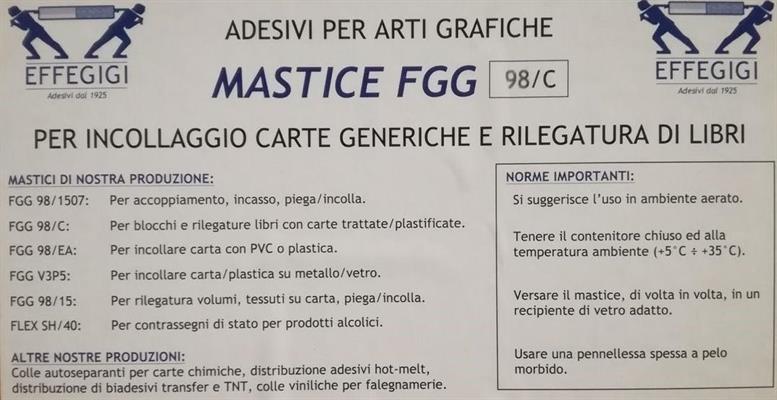 ADESIVI PER ARTI GRAFICHE
EFFEGIGI
Adesivi dal 1925
MASTICE FGG 98/C
EFFEGIGI
Adesivi dal 1925
PER INCOLLAGGIO CARTE GENERICHE E RILEGATURA DI LIBRI
MASTICI DI NOSTRA PRODUZIONE:
FGG 98/1507: Per accoppiamento, incasso, piega/incolla.
FGG 98/C: Per blocchi e rilegature libri con carte trattate/plastificate.
FGG 98/EA: Per incollare carta con PVC o plastica.
FGG V3P5: Per incollare carta/plastica su metallo/vetro.
FGG 98/15: Per rilegatura volumi, tessuti su carta, piega/incolla.
FLEX SH/40: Per contrassegni di stato per prodotti alcolici.
ALTRE NOSTRE PRODUZIONI:
Colle autoseparanti per carte chimiche, distribuzione adesivi hot-melt,
distribuzione di biadesivi transfer e TNT, colle viniliche per falegnamerie.
NORME IMPORTANTI:
Si suggerisce l'uso in ambiente aerato.
Tenere il contenitore chiuso ed alla
temperatura ambiente (+5°C ÷ +35°C).
Versare il mastice, di volta in volta, in un
recipiente di vetro adatto.
Usare una pennellessa spessa a pelo
morbido.